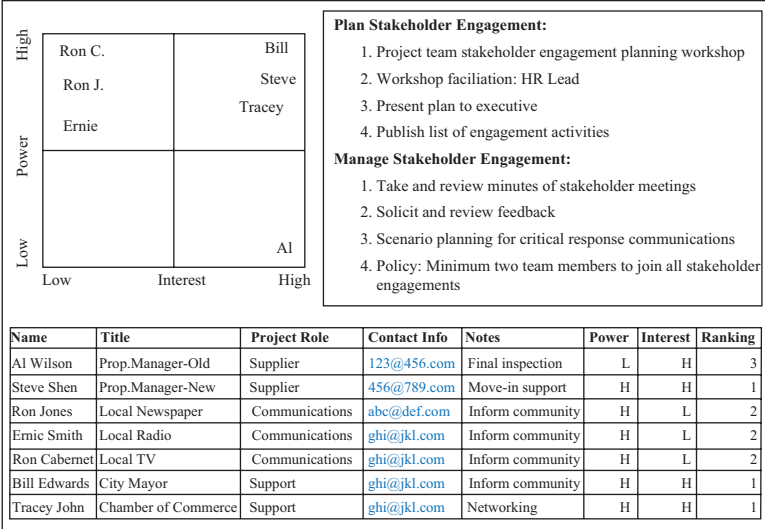 High
Power
Low
Ron C.
Bill
Ron J.
Steve
Tracey
Ernie
Al
Low Interest High
Plan Stakeholder Engagement:
1. Project team stakeholder engagement planning workshop
2. Workshop faciliation: HR Lead
3. Present plan to executive
4. Publish list of engagement activities
Manage Stakeholder Engagement:
1. Take and review minutes of stakeholder meetings
2. Solicit and review feedback
3. Scenario planning for critical response communications
4. Policy: Minimum two team members to join all stakeholder
engagements
Name Title Project Role Contact Info Notes Power Interest Ranking
Al Wilson Prop.Manager-Old Supplier 123@456.com Final inspection L H 3
Steve Shen Prop.Manager-New Supplier 456@789.com Move-in support H H 1
Ron Jones Local Newspaper Communications abc@def.com Inform community H L 2
Ernic Smith Local Radio Communications ghi@jkl.com Inform community H L 2
Ron Cabernet Local TV Communications ghi@jkl.com Inform community H L 2
Bill Edwards City Mayor Support ghi@jkl.com Inform community H H 1
Tracey John Chamber of Commerce Support ghi@jkl.com Networking H H 1